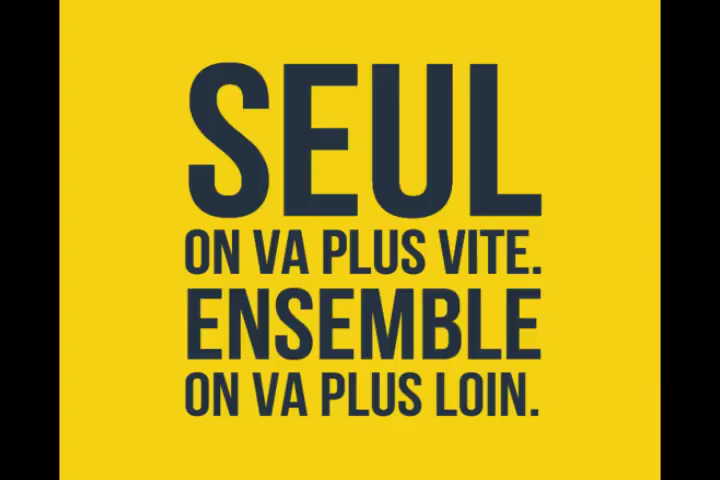 SEUL
ON VA PLUS VITE.
ENSEMBLE
ON VA PLUS LOIN.